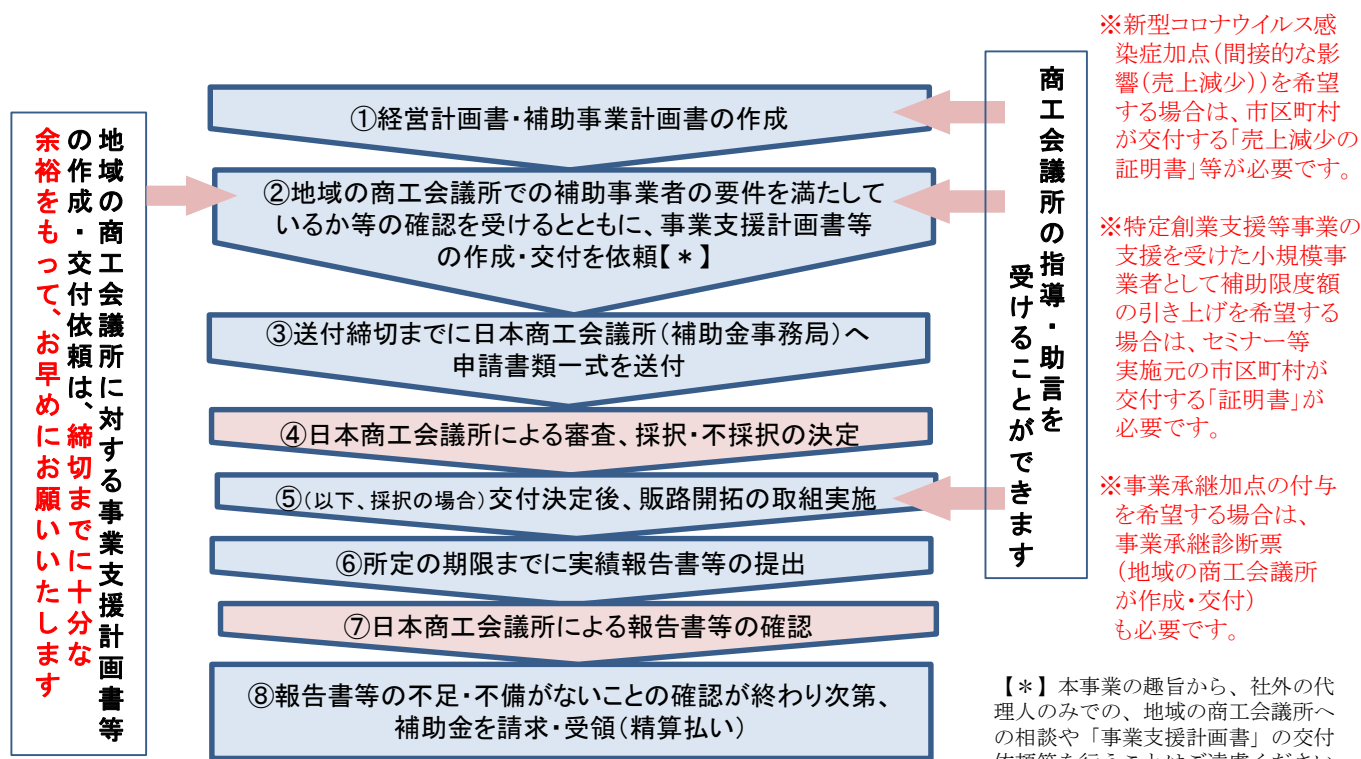 地域の商工会議所に対する事業支援計画書等
の作成・交付依頼は、締切までに十分な
余裕をもって、お早めにお願いいたします
①経営計画書・補助事業計画書の作成
②地域の商工会議所での補助事業者の要件を満たして
いるか等の確認を受けるとともに、事業支援計画書等
の作成・交付を依頼【＊】
③送付締切までに日本商工会議所（補助金事務局）へ
申請書類一式を送付
④日本商工会議所による審査、採択・不採択の決定
⑤（以下、採択の場合）交付決定後、販路開拓の取組実施
⑥所定の期限までに実績報告書等の提出
⑦日本商工会議所による報告書等の確認
⑧報告書等の不足・不備がないことの確認が終わり次第、
補助金を請求・受領（精算払い）
商工会議所の指導・助言を
受けることができます
※新型コロナウイルス感
染症加点（間接的な影
響（売上減少））を希望
する場合は、市区町村
が交付する「売上減少の
証明書」等が必要です。
※特定創業支援等事業の
支援を受けた小規模事
業者として補助限度額
の引き上げを希望する
場合は、セミナー等
実施元の市区町村が
交付する「証明書」が
必要です。
※事業承継加点の付与
を希望する場合は、
事業承継診断票
（地域の商工会議所
が作成・交付）
も必要です。
【＊】本事業の趣旨から、社外の代
理人のみでの、地域の商工会議所へ
の相談や「事業支援計画書」の交付
依頼等を行うことはご遠慮ください